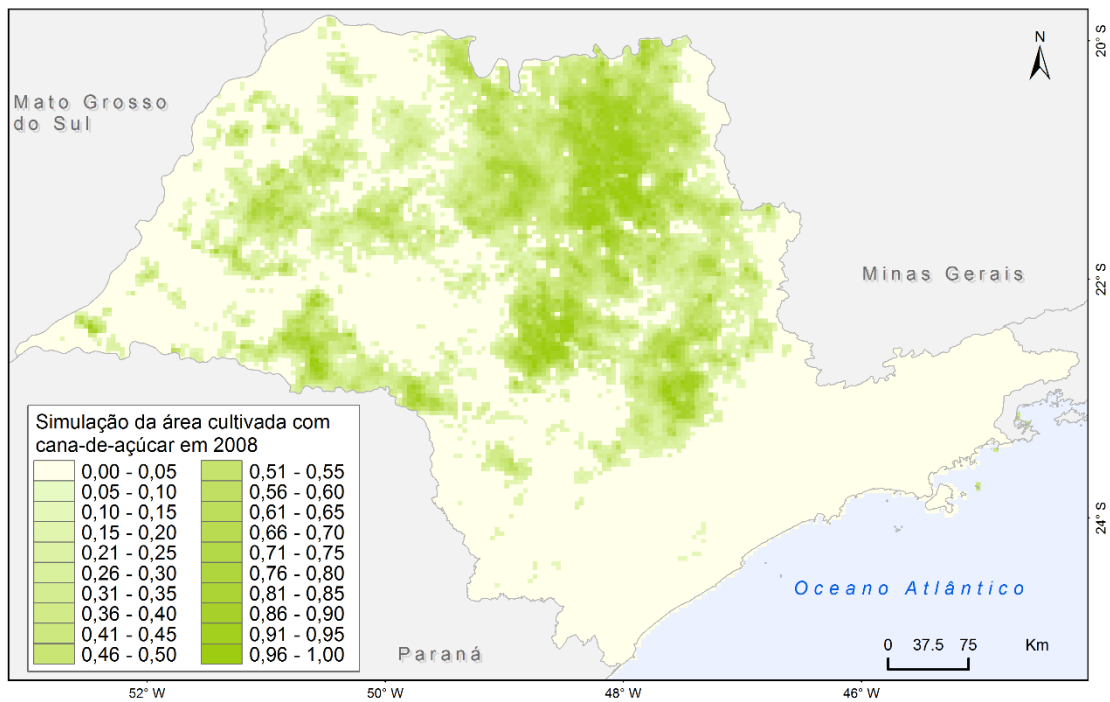 20° S
N
Mato Grosso
do Sul
Minas Gerais
22° S
Simulação da área cultivada com
cana-de-açúcar em 2008
0,00 - 0,05 0,51 - 0,55
0,05 - 0,10 0,56 - 0,60
0,10 - 0,15 0,61 - 0,65
0,15 - 0,20 0,66 - 0,70
0,21 - 0,25 0,71 - 0,75
0,26 - 0,30 0,76 - 0,80
0,31 - 0,35 0,81 - 0,85
0,36 - 0,40 0,86 - 0,90
0,41 - 0,45 0,91 - 0,95
0,46 - 0,50 0,96 - 1,00
24° S
Oceano Atlântico
Paraná
0 37.5 75 Km
52° W 50° W 48° W 46° W